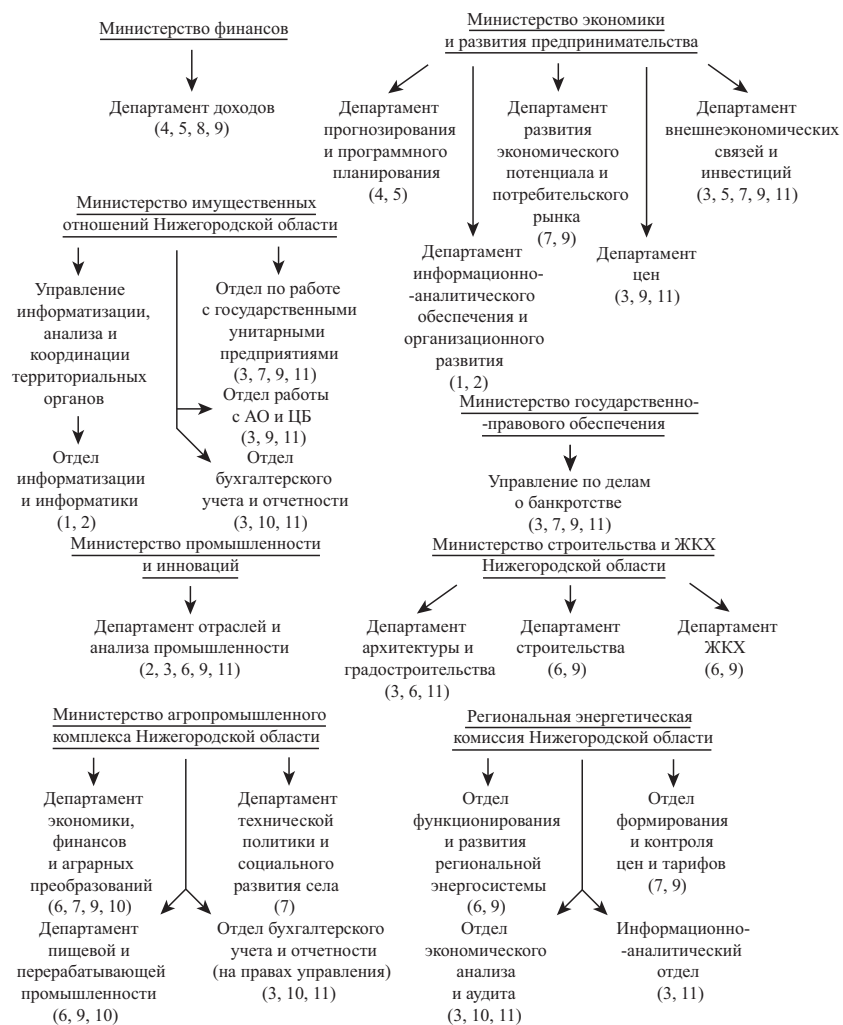 Министерство финансов
Департамент доходов
(4, 5, 8, 9)
Министерство экономики
и развития предпринимательства
Департамент
прогнозирования
и программного
планирования
(4, 5)
Департамент
развития
экономического
потенциала и
потребительского
рынка
(7, 9)
Департамент
внешнеэкономических
связей и
инвестиций
(3, 5, 7, 9, 11)
Департамент
информационно-
-аналитического
обеспечения и
организационного
развития
(1, 2)
Департамент
цен
(3, 9, 11)
Министерство имущественных
отношений Нижегородской области
Управление
информатизации,
анализа и
координации
территориальных
органов
Отдел по работе
с государственными
унитарными
предприятиями
(3, 7, 9, 11)
Отдел работы
с АО и ЦБ
(3, 9, 11)
Отдел
информатизации
и информатики
(1, 2)
Отдел
бухгалтерского
учета и отчетности
(3, 10, 11)
Министерство государственно-
-правового обеспечения
Управление по делам
о банкротстве
(3, 7, 9, 11)
Министерство промышленности
и инноваций
Департамент отраслей и
анализа промышленности
(2, 3, 6, 9, 11)
Министерство строительства и ЖКХ
Нижегородской области
Департамент
архитектуры и
градостроительства
(3, 6, 11)
Департамент
строительства
(6, 9)
Департамент
ЖКХ
(6, 9)
Министерство агропромышленного
комплекса Нижегородской области
Департамент
экономики,
финансов
и аграрных
преобразований
(6, 7, 9, 10)
Департамент
технической
политики и
социального
развития села
(7)
Департамент
пищевой и
перерабатывающей
промышленности
(6, 9, 10)
Отдел бухгалтерского
учета и отчетности
(на правах управления)
(3, 10, 11)
Региональная энергетическая
комиссия Нижегородской области
Отдел
функционирования
и развития
региональной
энергосистемы
(6, 9)
Отдел
формирования
и контроля
цен и тарифов
(7, 9)
Отдел
экономического
анализа
и аудита
(3, 10, 11)
Информационно-
-аналитический
отдел
(3, 11)